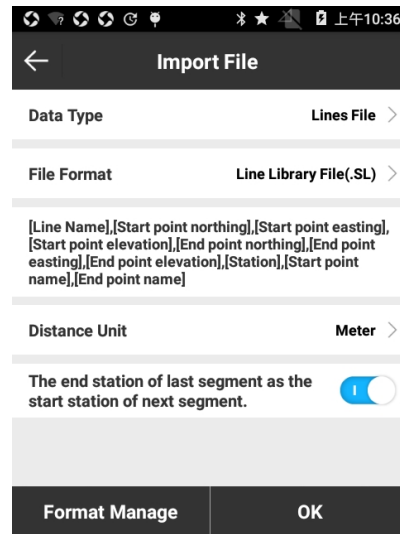 上午10:36
Import File
Data Type Lines File
File Format Line Library File(.SL)
[Line Name],[Start point northing],[Start point easting],
[Start point elevation],[End point northing],[End point
easting],[End point elevation],[Station],[Start point
name],[End point name]
Distance Unit Meter
The end station of last segment as the
start station of next segment.
Format Manage OK